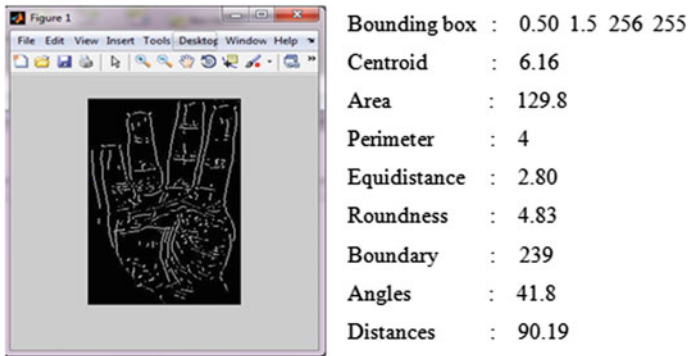 Figure 1
File Edit View Insert Tools Desktop Window Help
Bounding box : 0.50 1.5 256 255
Centroid : 6.16
Area : 129.8
Perimeter : 4
Equidistance : 2.80
Roundness : 4.83
Boundary : 239
Angles : 41.8
Distances : 90.19